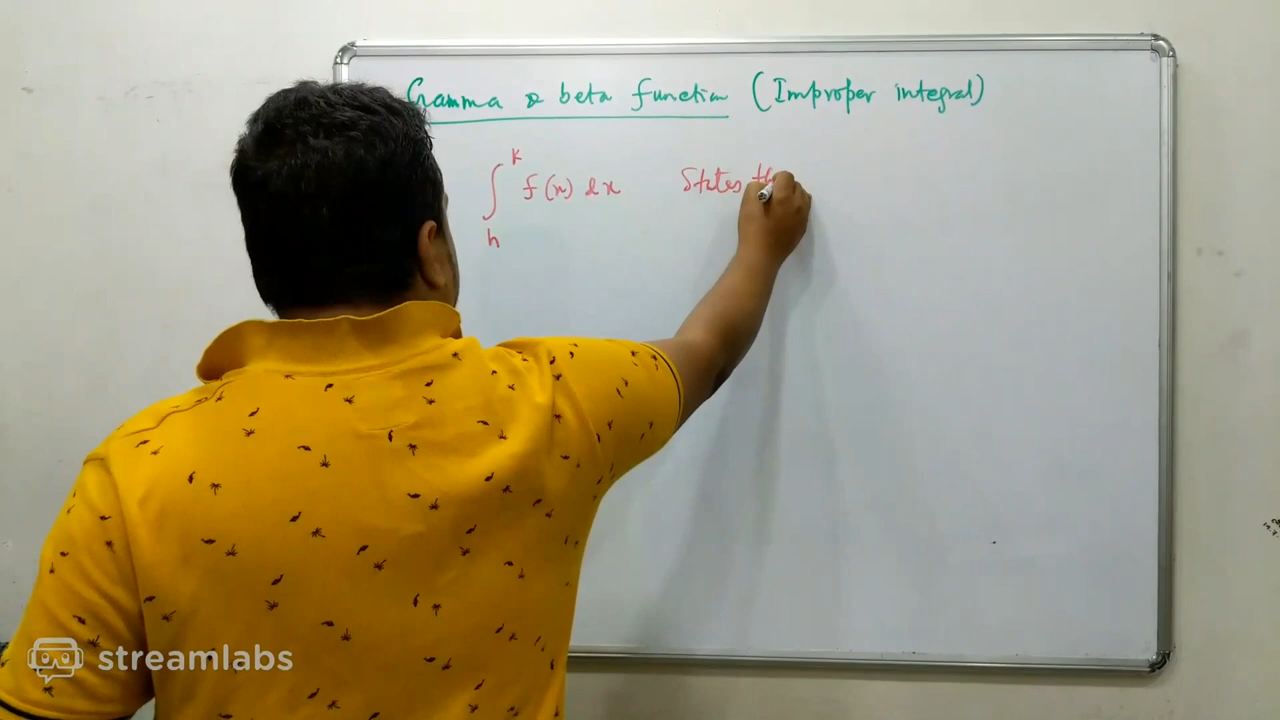 Gamma & beta function (Improper integral)
∫ₕᵏ f(x) dx States th
streamlabs